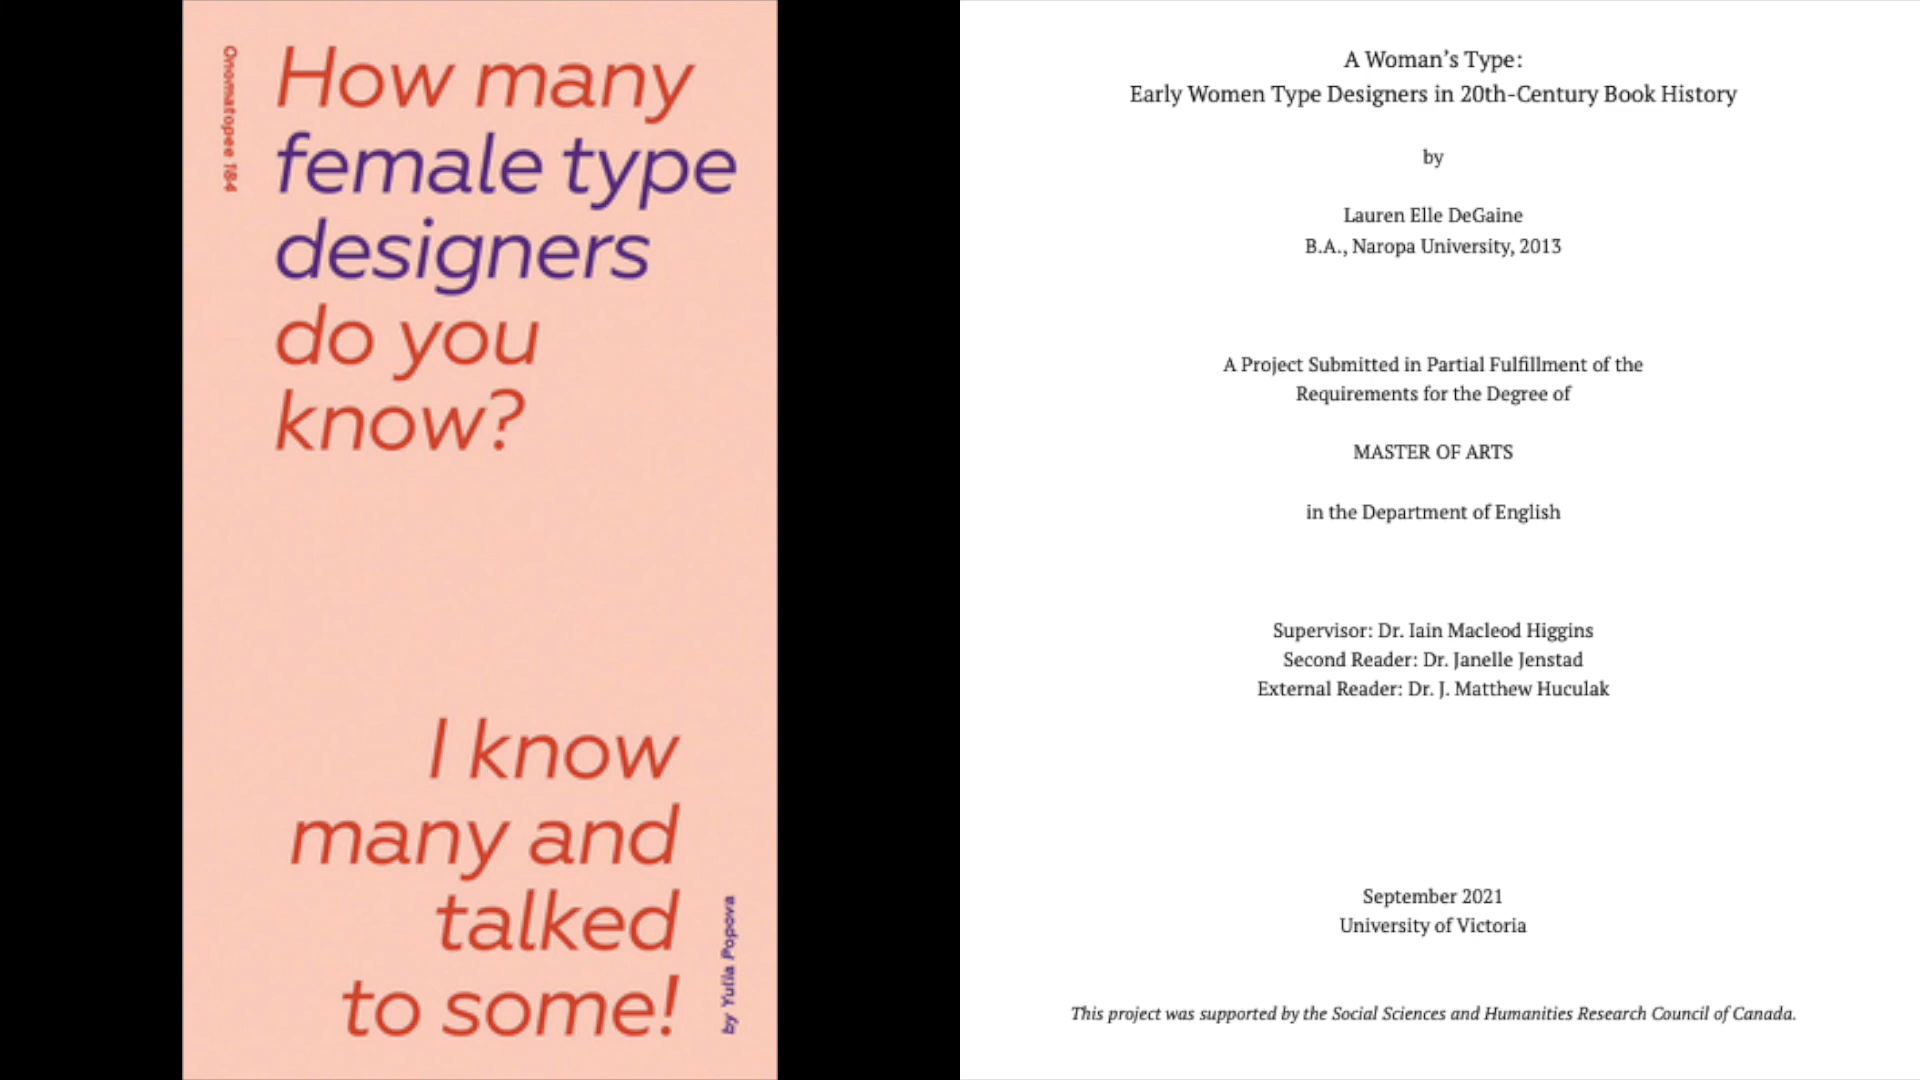 Onomatopee 184
How many
female type
designers
do you
know?
I know
many and
talked
to some!
by Yulia Popova
A Woman’s Type:
Early Women Type Designers in 20th-Century Book History
by
Lauren Elle DeGaine
B.A., Naropa University, 2013
A Project Submitted in Partial Fulfillment of the
Requirements for the Degree of
MASTER OF ARTS
in the Department of English
Supervisor: Dr. Iain Macleod Higgins
Second Reader: Dr. Janelle Jenstad
External Reader: Dr. J. Matthew Huculak
September 2021
University of Victoria
This project was supported by the Social Sciences and Humanities Research Council of Canada.